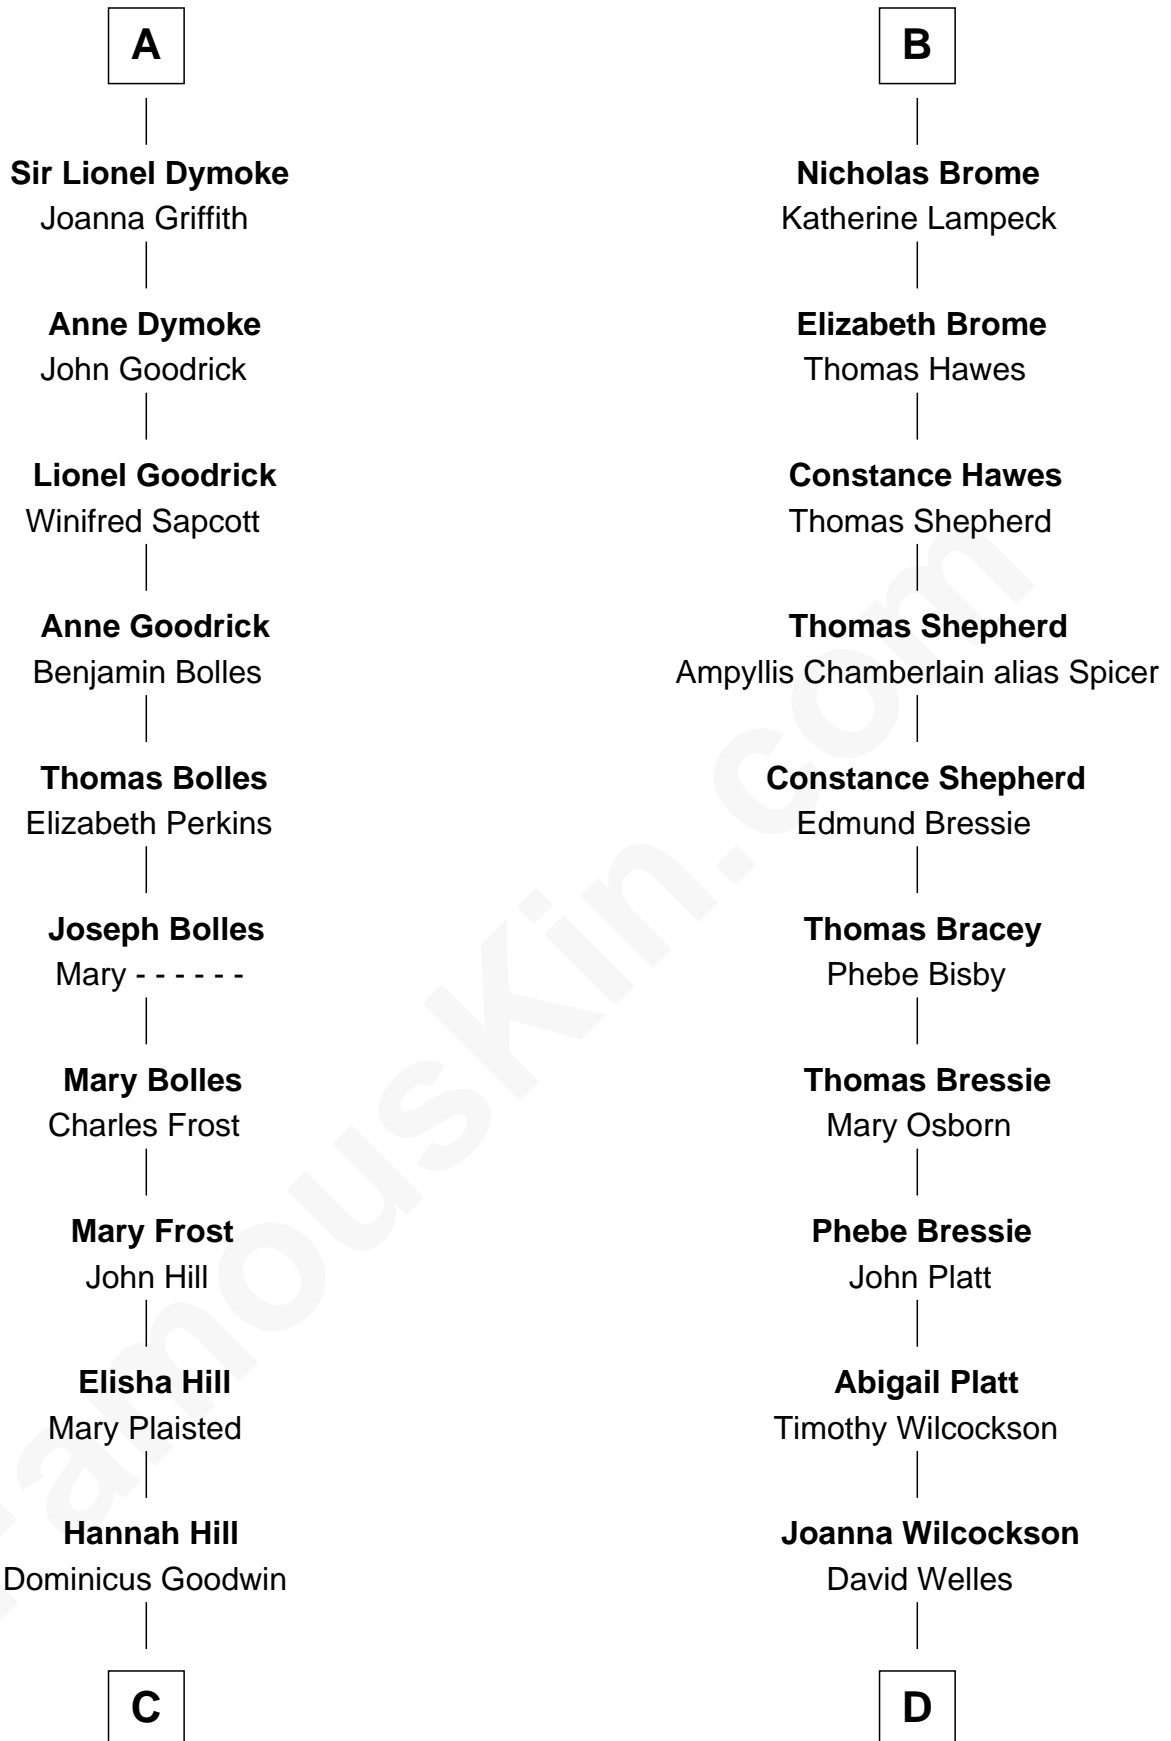 A
Sir Lionel Dymoke
Joanna Griffith
Anne Dymoke
John Goodrick
Lionel Goodrick
Winifred Sapcott
Anne Goodrick
Benjamin Bolles
Thomas Bolles
Elizabeth Perkins
Joseph Bolles
Mary - - - - - -
Mary Bolles
Charles Frost
Mary Frost
John Hill
Elisha Hill
Mary Plaisted
Hannah Hill
Dominicus Goodwin
C
B
Nicholas Brome
Katherine Lampeck
Elizabeth Brome
Thomas Hawes
Constance Hawes
Thomas Shepherd
Thomas Shepherd
Ampyllis Chamberlain alias Spicer
Constance Shepherd
Edmund Bressie
Thomas Bracey
Phebe Bisby
Thomas Bressie
Mary Osborn
Phebe Bressie
John Platt
Abigail Platt
Timothy Wilcockson
Joanna Wilcockson
David Welles
D
FamousKin.com